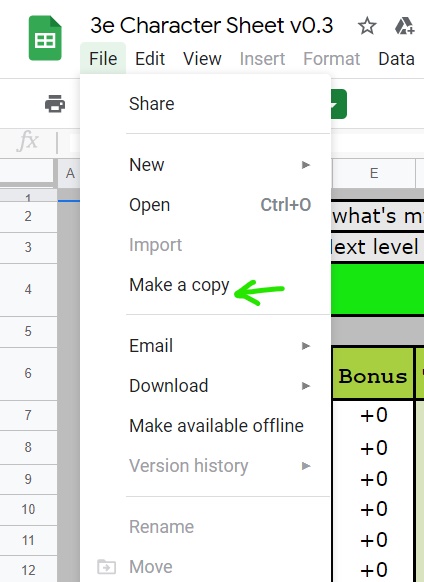 3e Character Sheet v0.3
File Edit View Insert Format Data
fx
Share
New
Open Ctrl+O
Import
Make a copy
Email
Download
Make available offline
Version history
Rename
Move
A E
1
2 what's m
3 Next level
4
5
6 Bonus
7 +0
8 +0
9 +0
10 +0
11 +0
12 +0